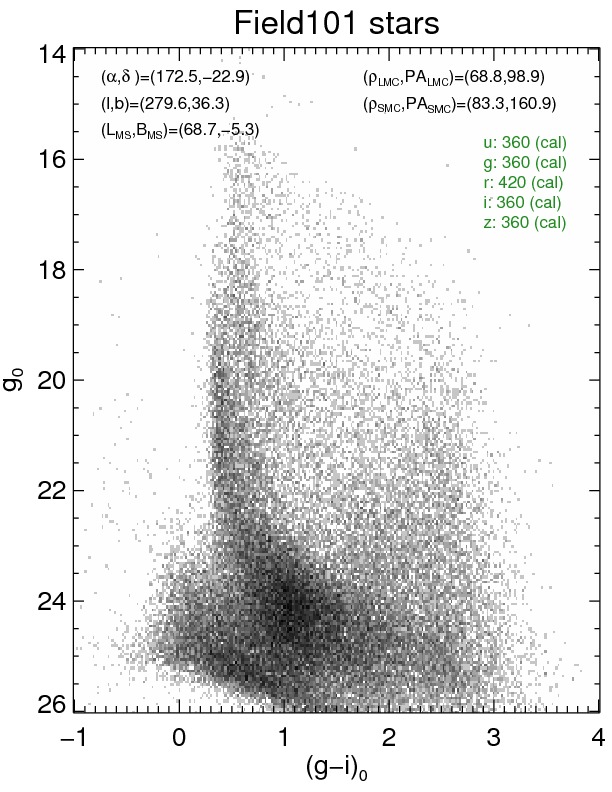 Field101 stars
(α,δ )=(172.5,−22.9)
(ρLMC,PALMC)=(68.8,98.9)
(l,b)=(279.6,36.3)
(ρSMC,PASMC)=(83.3,160.9)
(LMS,BMS)=(68.7,−5.3)
u: 360 (cal)
g: 360 (cal)
r: 420 (cal)
i: 360 (cal)
z: 360 (cal)
14
16
18
20
22
24
26
g0
−1 0 1 2 3 4
(g−i)0